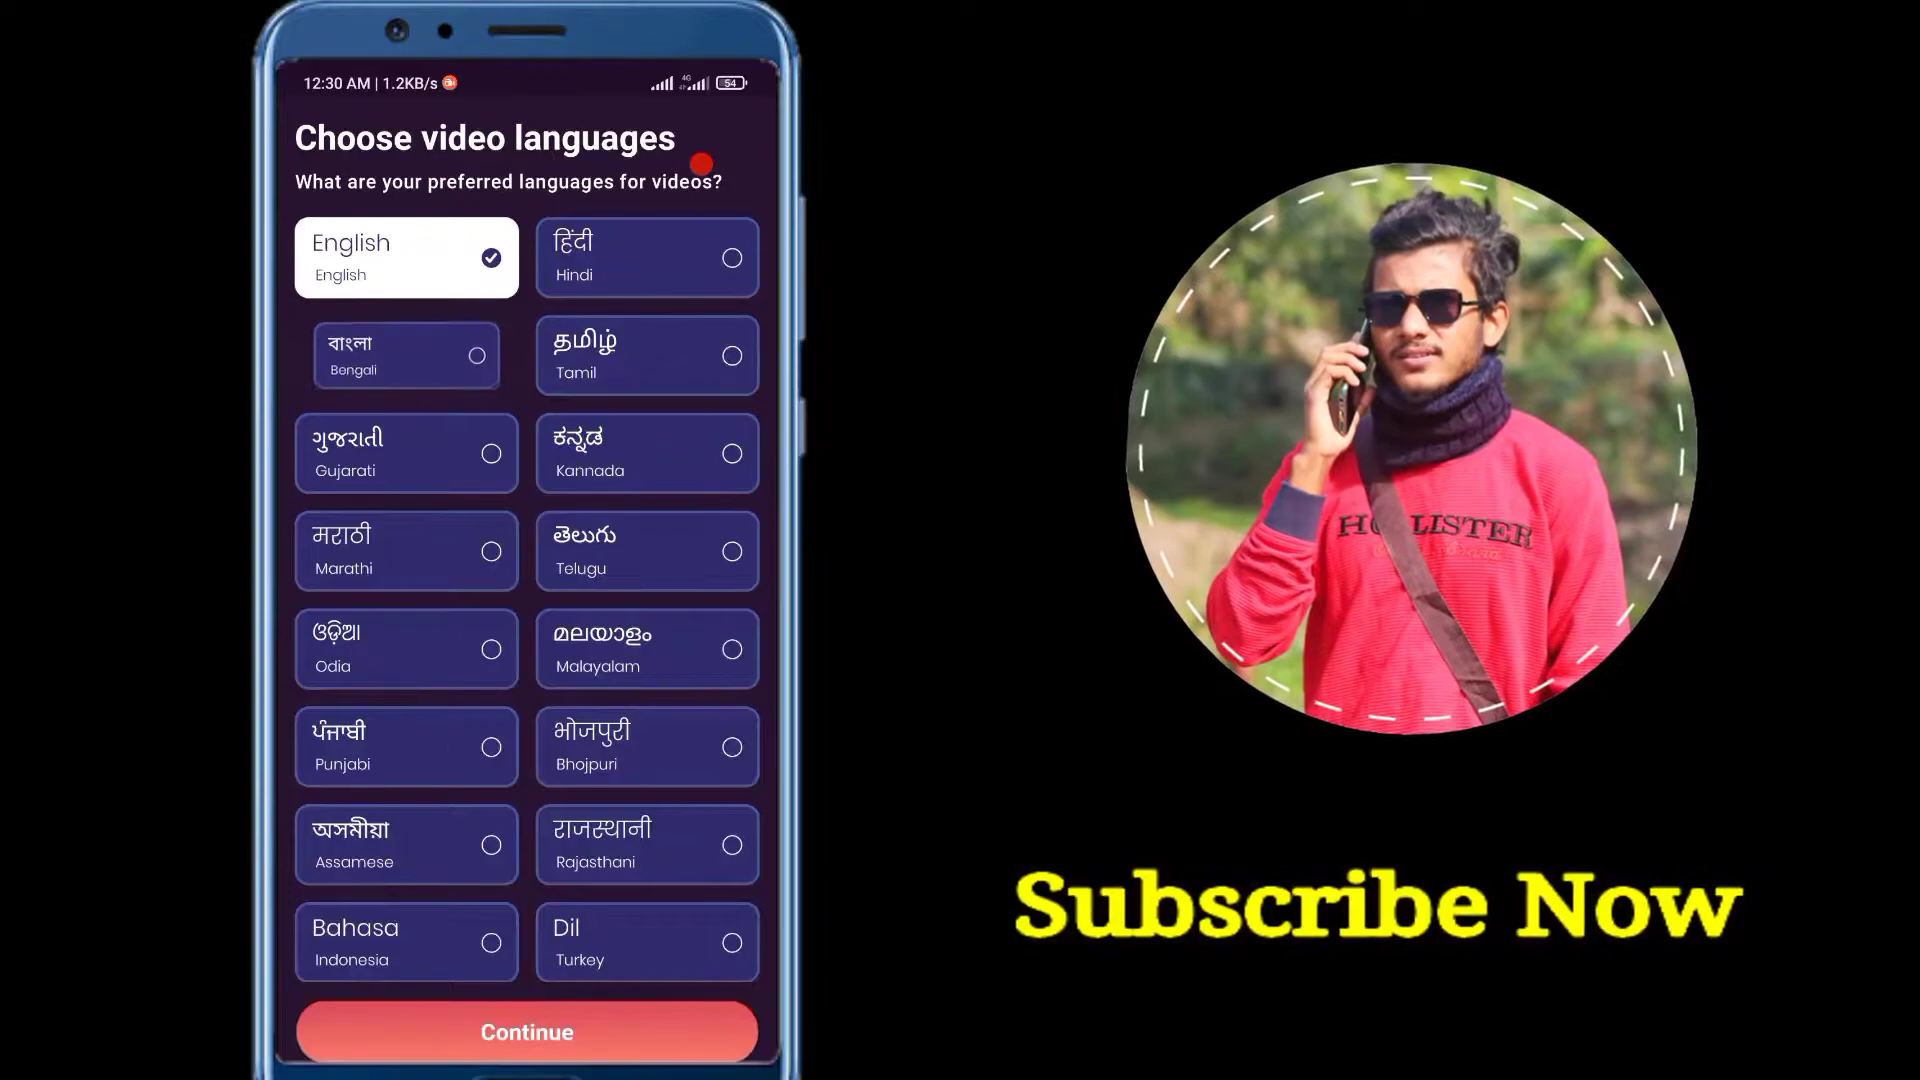 12:30 AM | 1.2KB/s
4G
54
Choose video languages
What are your preferred languages for videos?
English
English
हिंदी
Hindi
বাংলা
Bengali
தமிழ்
Tamil
ગુજરાતી
Gujarati
ಕನ್ನಡ
Kannada
मराठी
Marathi
తెలుగు
Telugu
ଓଡ଼ିଆ
Odia
മലയാളം
Malayalam
ਪੰਜਾਬੀ
Punjabi
भोजपुरी
Bhojpuri
অসমীয়া
Assamese
राजस्थानी
Rajasthani
Bahasa
Indonesia
Dil
Turkey
Continue
Subscribe Now